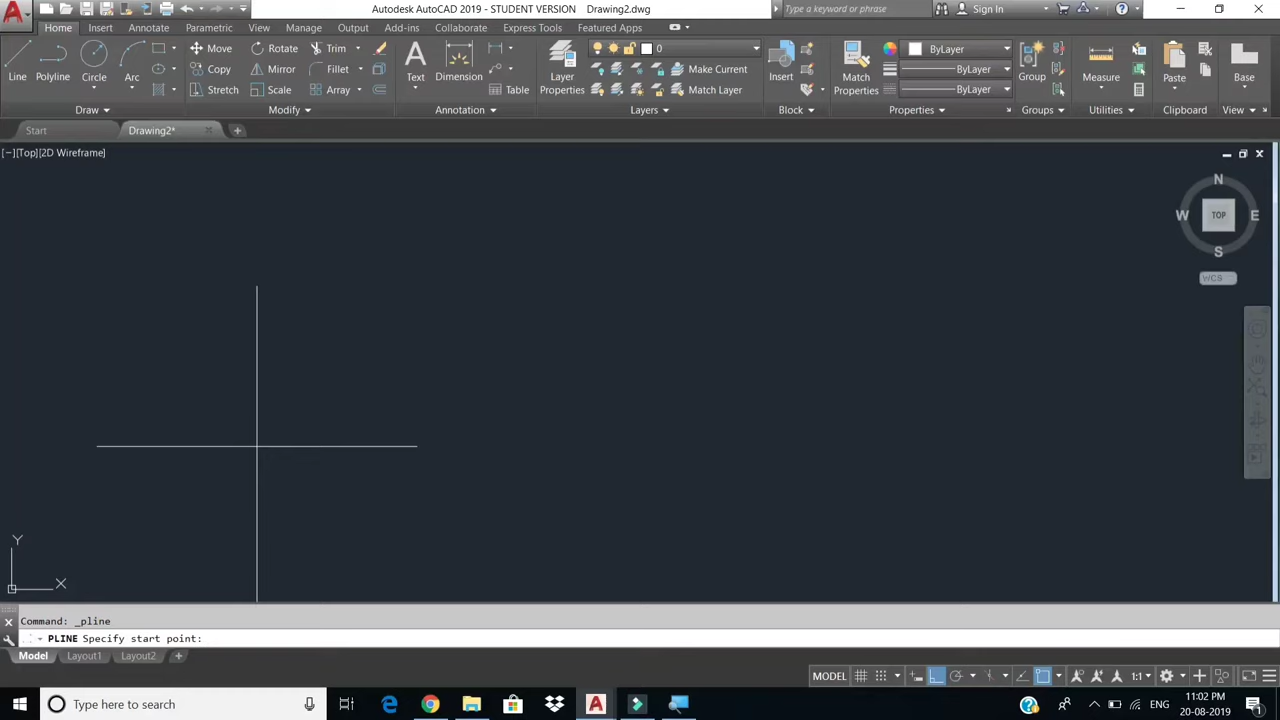 Autodesk AutoCAD 2019 - STUDENT VERSION Drawing2.dwg
Type a keyword or phrase
Sign In
Home Insert Annotate Parametric View Manage Output Add-ins Collaborate Express Tools Featured Apps
Line Polyline Circle Arc
Move Rotate Trim
Copy Mirror Fillet
Stretch Scale Array
Text Dimension Table
Layer Properties
0
Make Current
Match Layer
Insert
Match Properties
ByLayer
ByLayer
ByLayer
Group Measure Paste Base
Draw Modify Annotation Layers Block Properties Groups Utilities Clipboard View
Start Drawing2*
[−][Top][2D Wireframe]
N
W TOP E
S
WCS
Y
X
Command: _pline
PLINE Specify start point:
Model Layout1 Layout2
MODEL 1:1
Type here to search
ENG
11:02 PM
20-08-2019
1